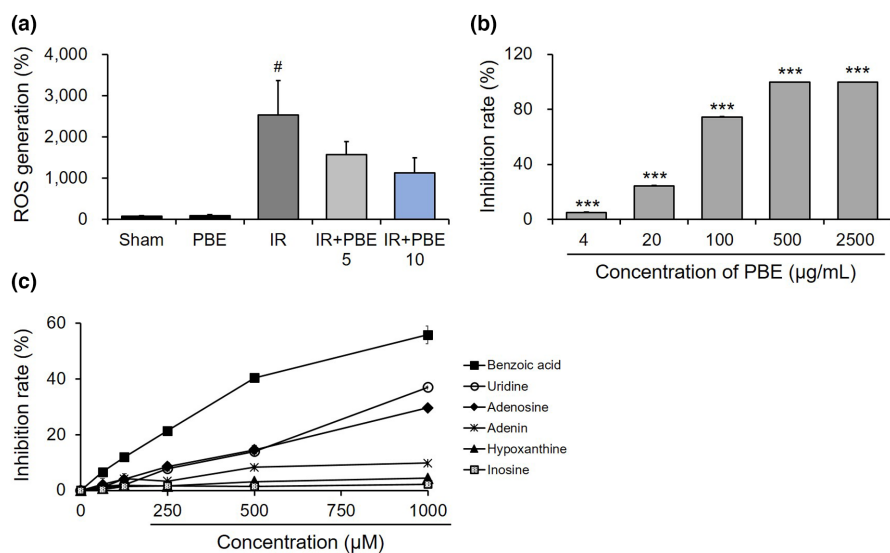 (a)
ROS generation (%)
4,000
3,000
2,000
1,000
0
#
Sham PBE IR IR+PBE IR+PBE
5 10
(b)
Inhibition rate (%)
120
80
40
0
*** *** *** *** ***
4 20 100 500 2500
Concentration of PBE (µg/mL)
(c)
Inhibition rate (%)
60
40
20
0
0 250 500 750 1000
Concentration (µM)
Benzoic acid
Uridine
Adenosine
Adenin
Hypoxanthine
Inosine